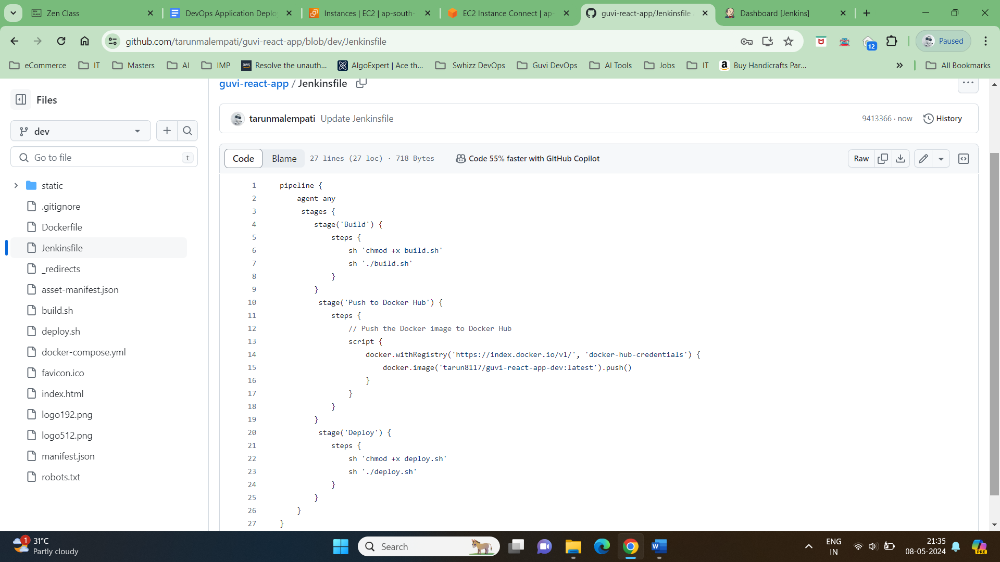 Zen Class
DevOps Application Deplo
Instances | EC2 | ap-south-
EC2 Instance Connect | ap-
guvi-react-app/Jenkinsfile
Dashboard [Jenkins]
github.com/tarunmalempati/guvi-react-app/blob/dev/Jenkinsfile
12
Paused
eCommerce
IT
Masters
AI
IMP
aws
Resolve the unauth...
AlgoExpert | Ace th...
Swhizz DevOps
Guvi DevOps
AI Tools
Jobs
IT
Buy Handicrafts Par...
All Bookmarks
guvi-react-app / Jenkinsfile
Files
dev
Go to file
t
static
.gitignore
Dockerfile
Jenkinsfile
_redirects
asset-manifest.json
build.sh
deploy.sh
docker-compose.yml
favicon.ico
index.html
logo192.png
logo512.png
manifest.json
robots.txt
tarunmalempati Update Jenkinsfile
9413366 · now
History
Code
Blame
27 lines (27 loc) · 718 Bytes
Code 55% faster with GitHub Copilot
Raw
1 pipeline {
2 agent any
3 stages {
4 stage('Build') {
5 steps {
6 sh 'chmod +x build.sh'
7 sh './build.sh'
8 }
9 }
10 stage('Push to Docker Hub') {
11 steps {
12 // Push the Docker image to Docker Hub
13 script {
14 docker.withRegistry('https://index.docker.io/v1/', 'docker-hub-credentials') {
15 docker.image('tarun8117/guvi-react-app-dev:latest').push()
16 }
17 }
18 }
19 }
20 stage('Deploy') {
21 steps {
22 sh 'chmod +x deploy.sh'
23 sh './deploy.sh'
24 }
25 }
26 }
27 }
1
31°C
Partly cloudy
Search
ENG
IN
21:35
08-05-2024
PRE